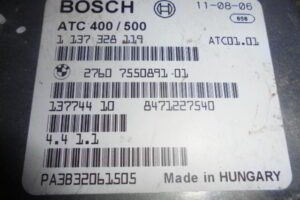 BOSCH 11-08-06
658
ATC 400 / 500
1 137 328 119 ATC01.01
2760 7550891 01
137744 10 8471227540
4.4 1.1
PA3B32061505 Made in HUNGARY